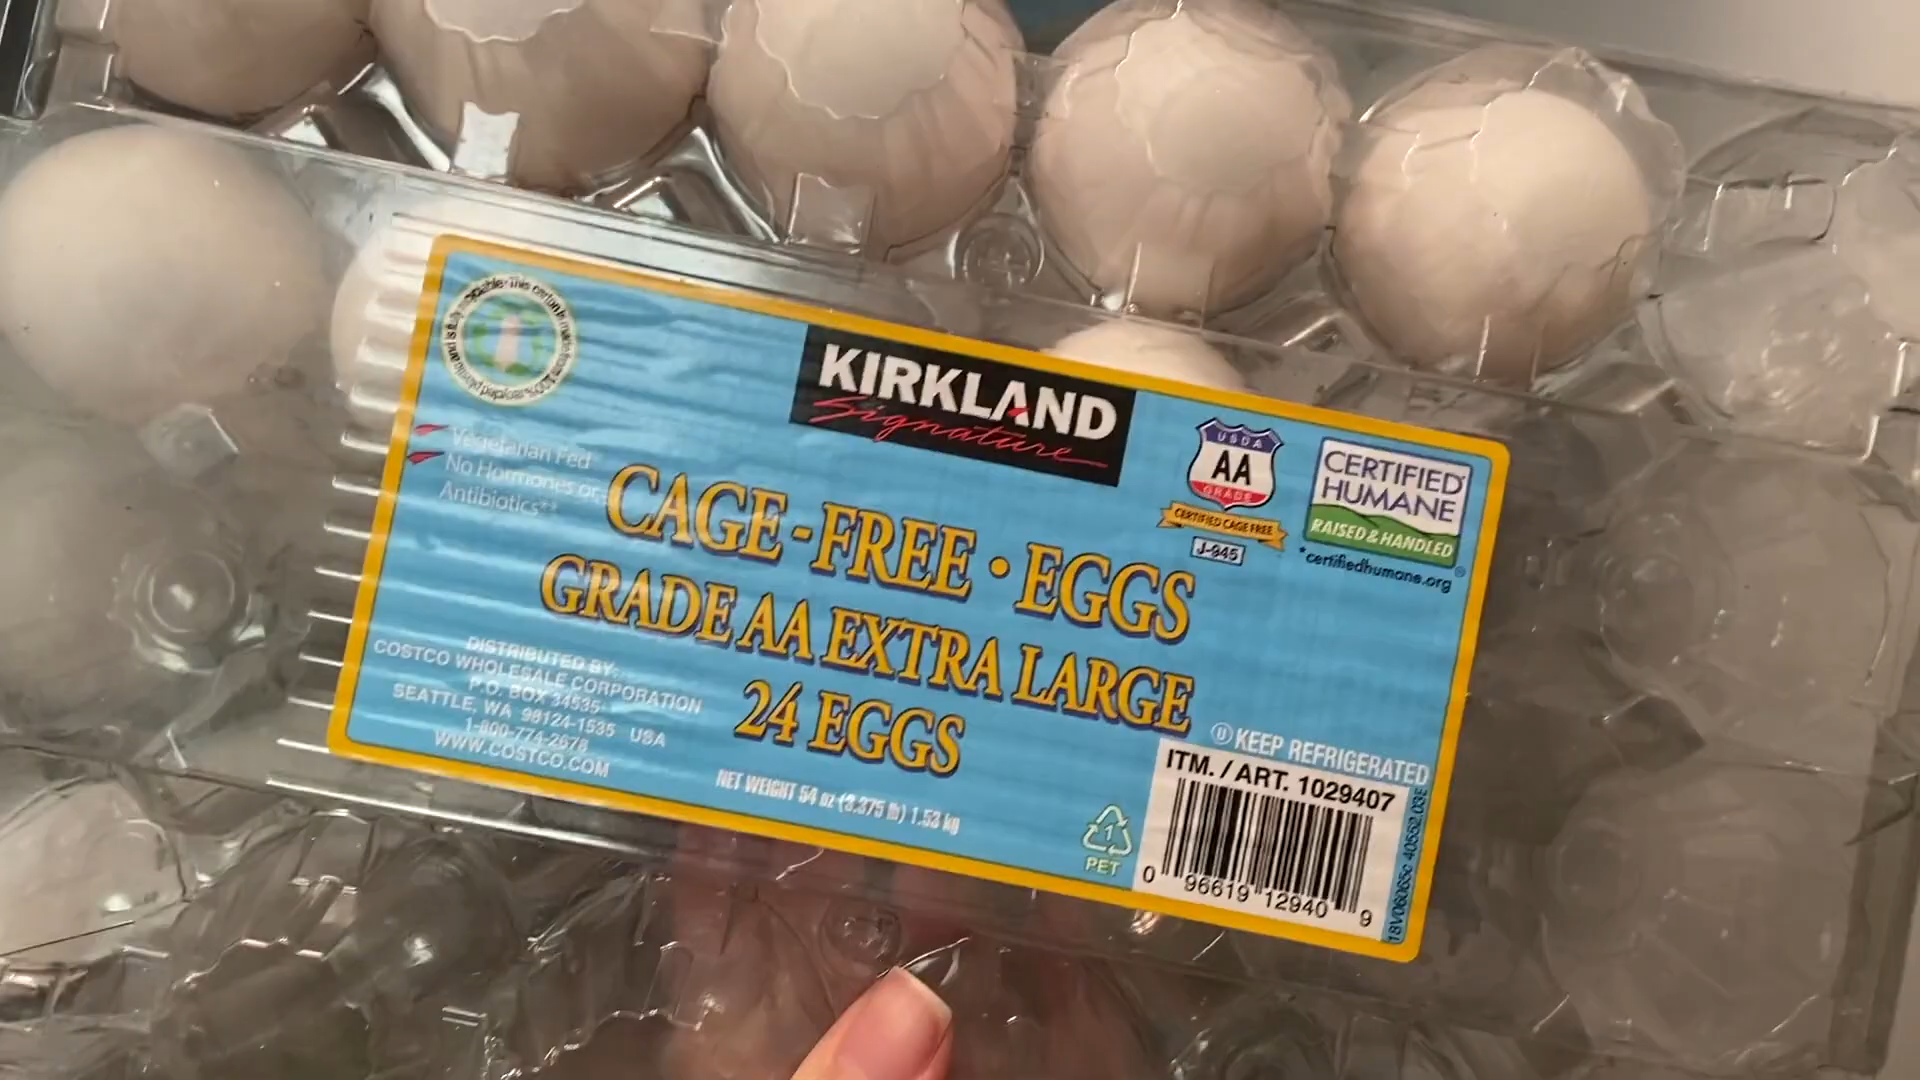 KIRKLAND
Signature
Vegetarian Fed
No Hormones or
Antibiotics**
USDA
AA
GRADE
CERTIFIED CAGE FREE
J-945
CERTIFIED
HUMANE
RAISED & HANDLED
*certifiedhumane.org
CAGE-FREE • EGGS
GRADE AA EXTRA LARGE
24 EGGS
DISTRIBUTED BY:
COSTCO WHOLESALE CORPORATION
P.O. BOX 34535
SEATTLE, WA 98124-1535 USA
1-800-774-2678
WWW.COSTCO.COM
NET WEIGHT 54 oz (3.375 lb) 1.53 kg
U KEEP REFRIGERATED
ITM. / ART. 1029407
0 96619 12940 9
1
PET